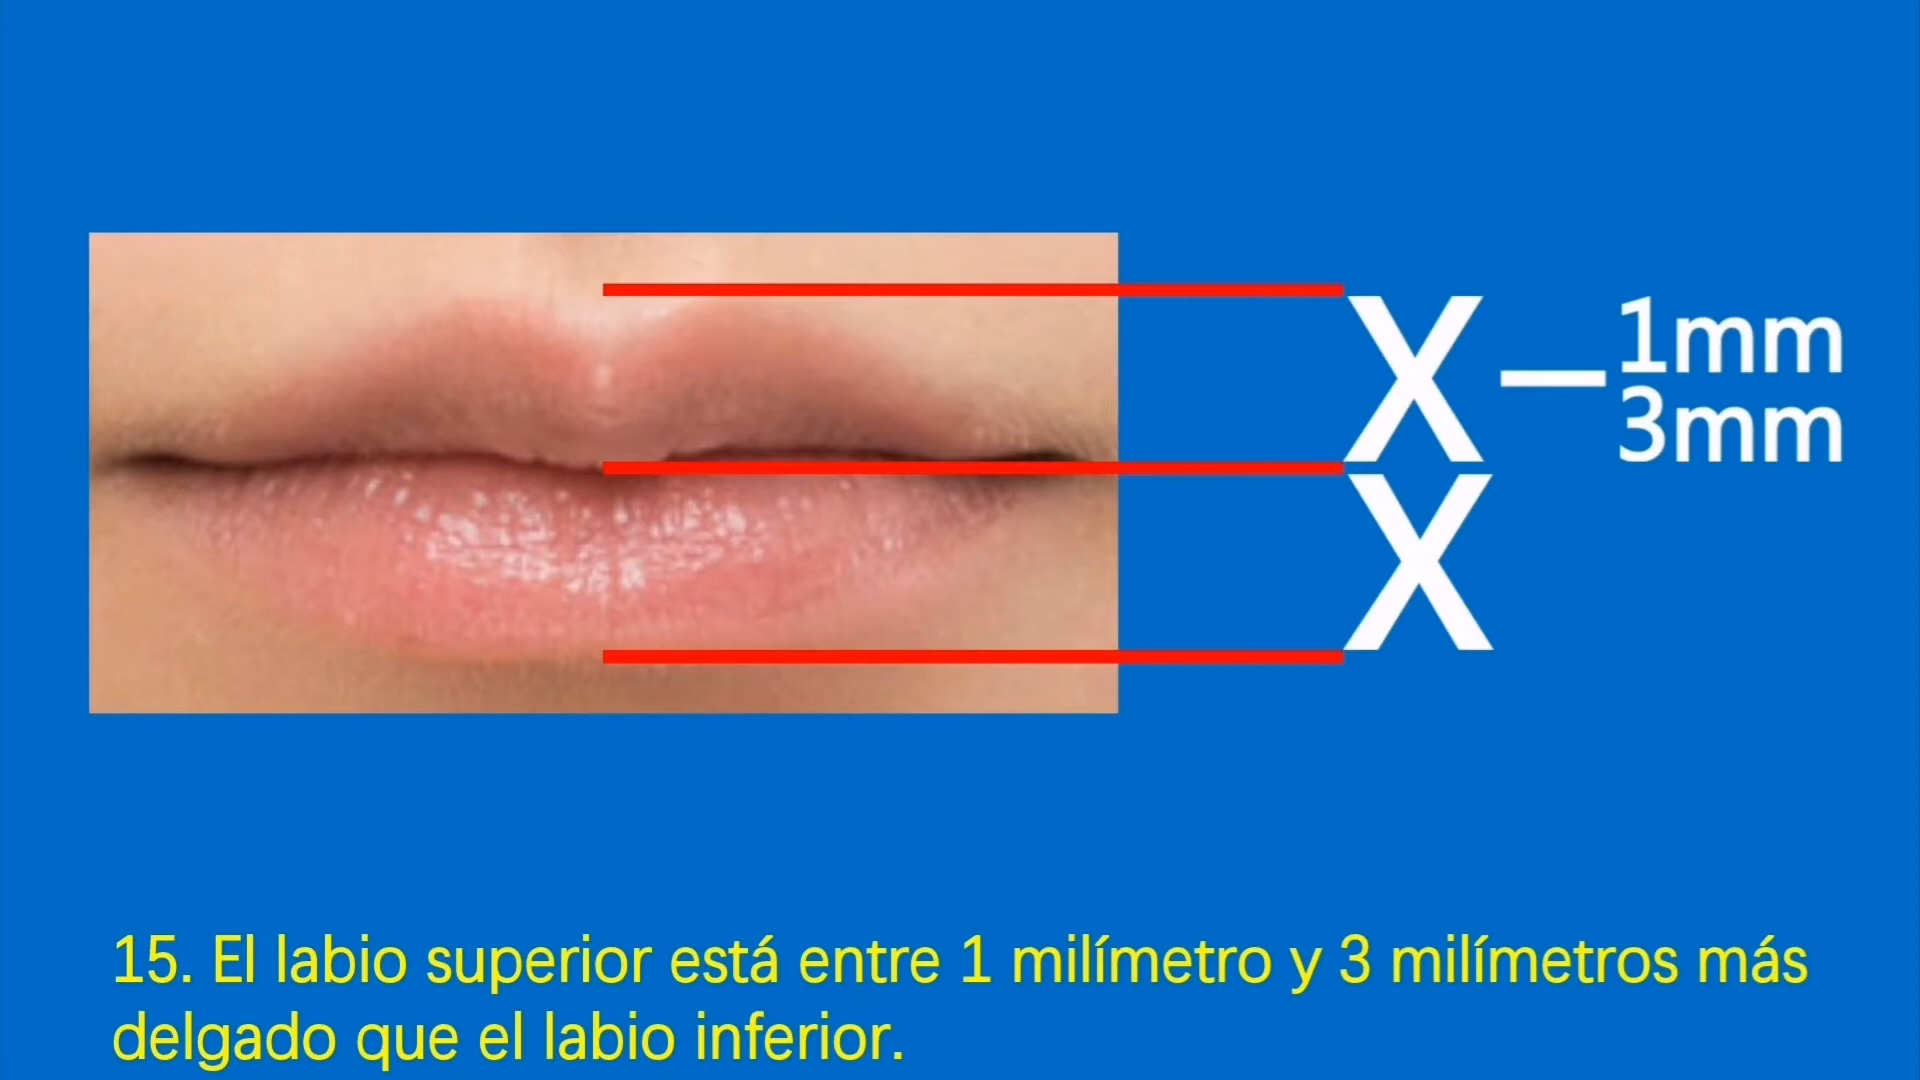 X — 1mm
3mm
X
15. El labio superior está entre 1 milímetro y 3 milímetros más
delgado que el labio inferior.